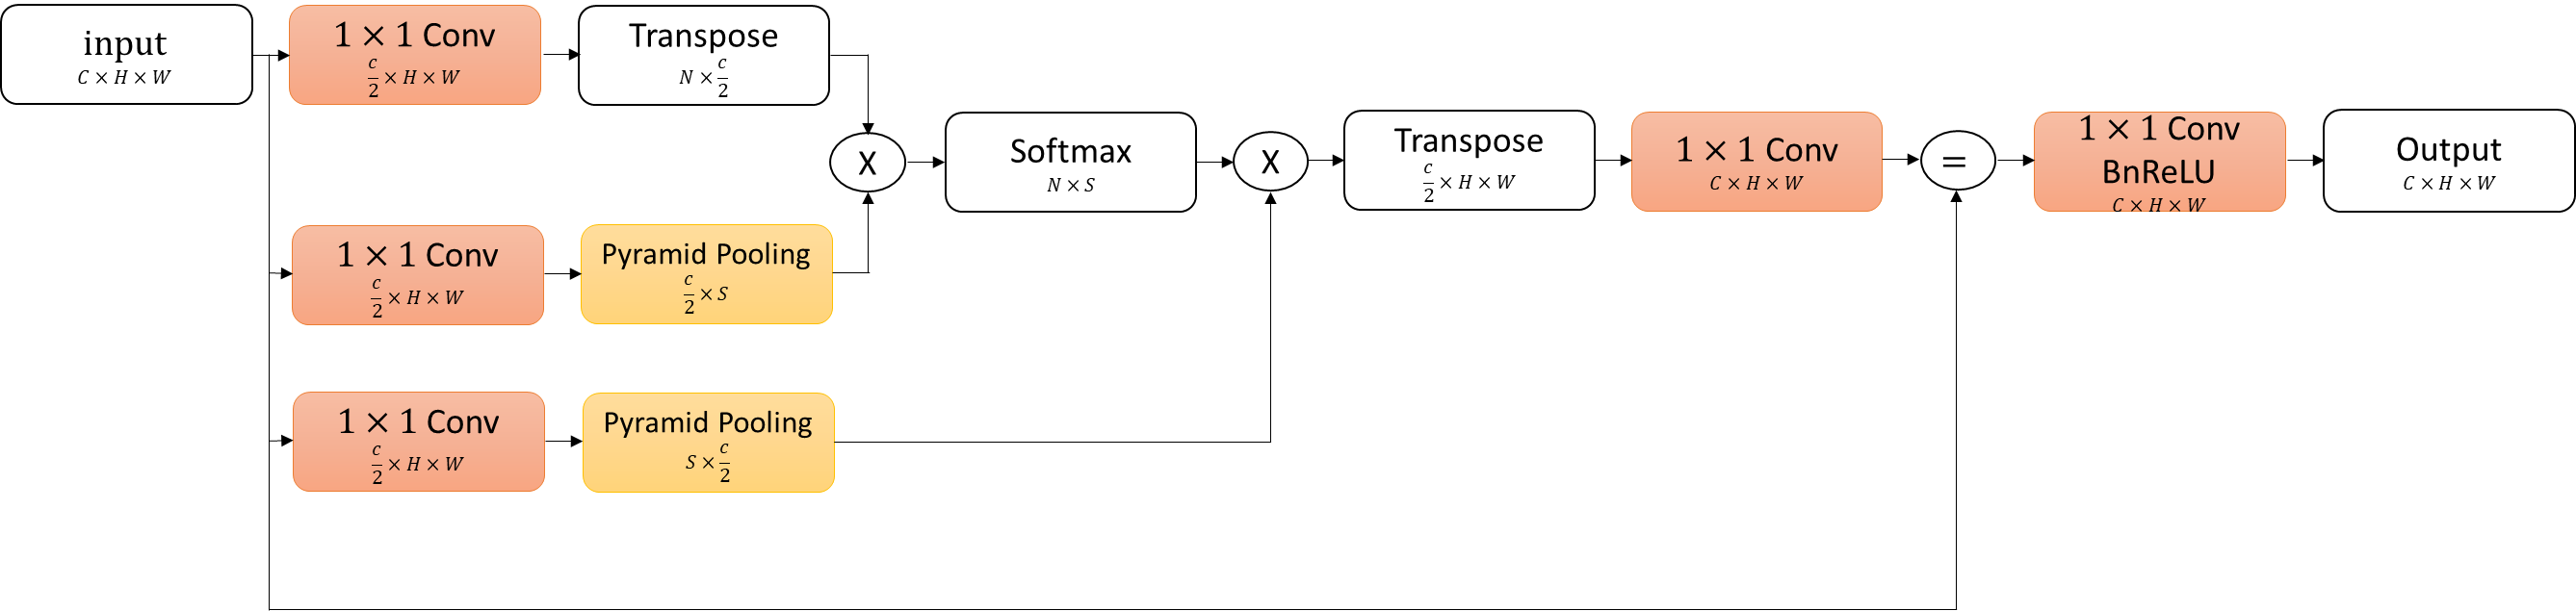 input
C × H × W
1 × 1 Conv
c/2 × H × W
Transpose
N × c/2
X
Softmax
N × S
X
Transpose
c/2 × H × W
1 × 1 Conv
C × H × W
=
1 × 1 Conv
BnReLU
C × H × W
Output
C × H × W
1 × 1 Conv
c/2 × H × W
Pyramid Pooling
c/2 × S
1 × 1 Conv
c/2 × H × W
Pyramid Pooling
S × c/2